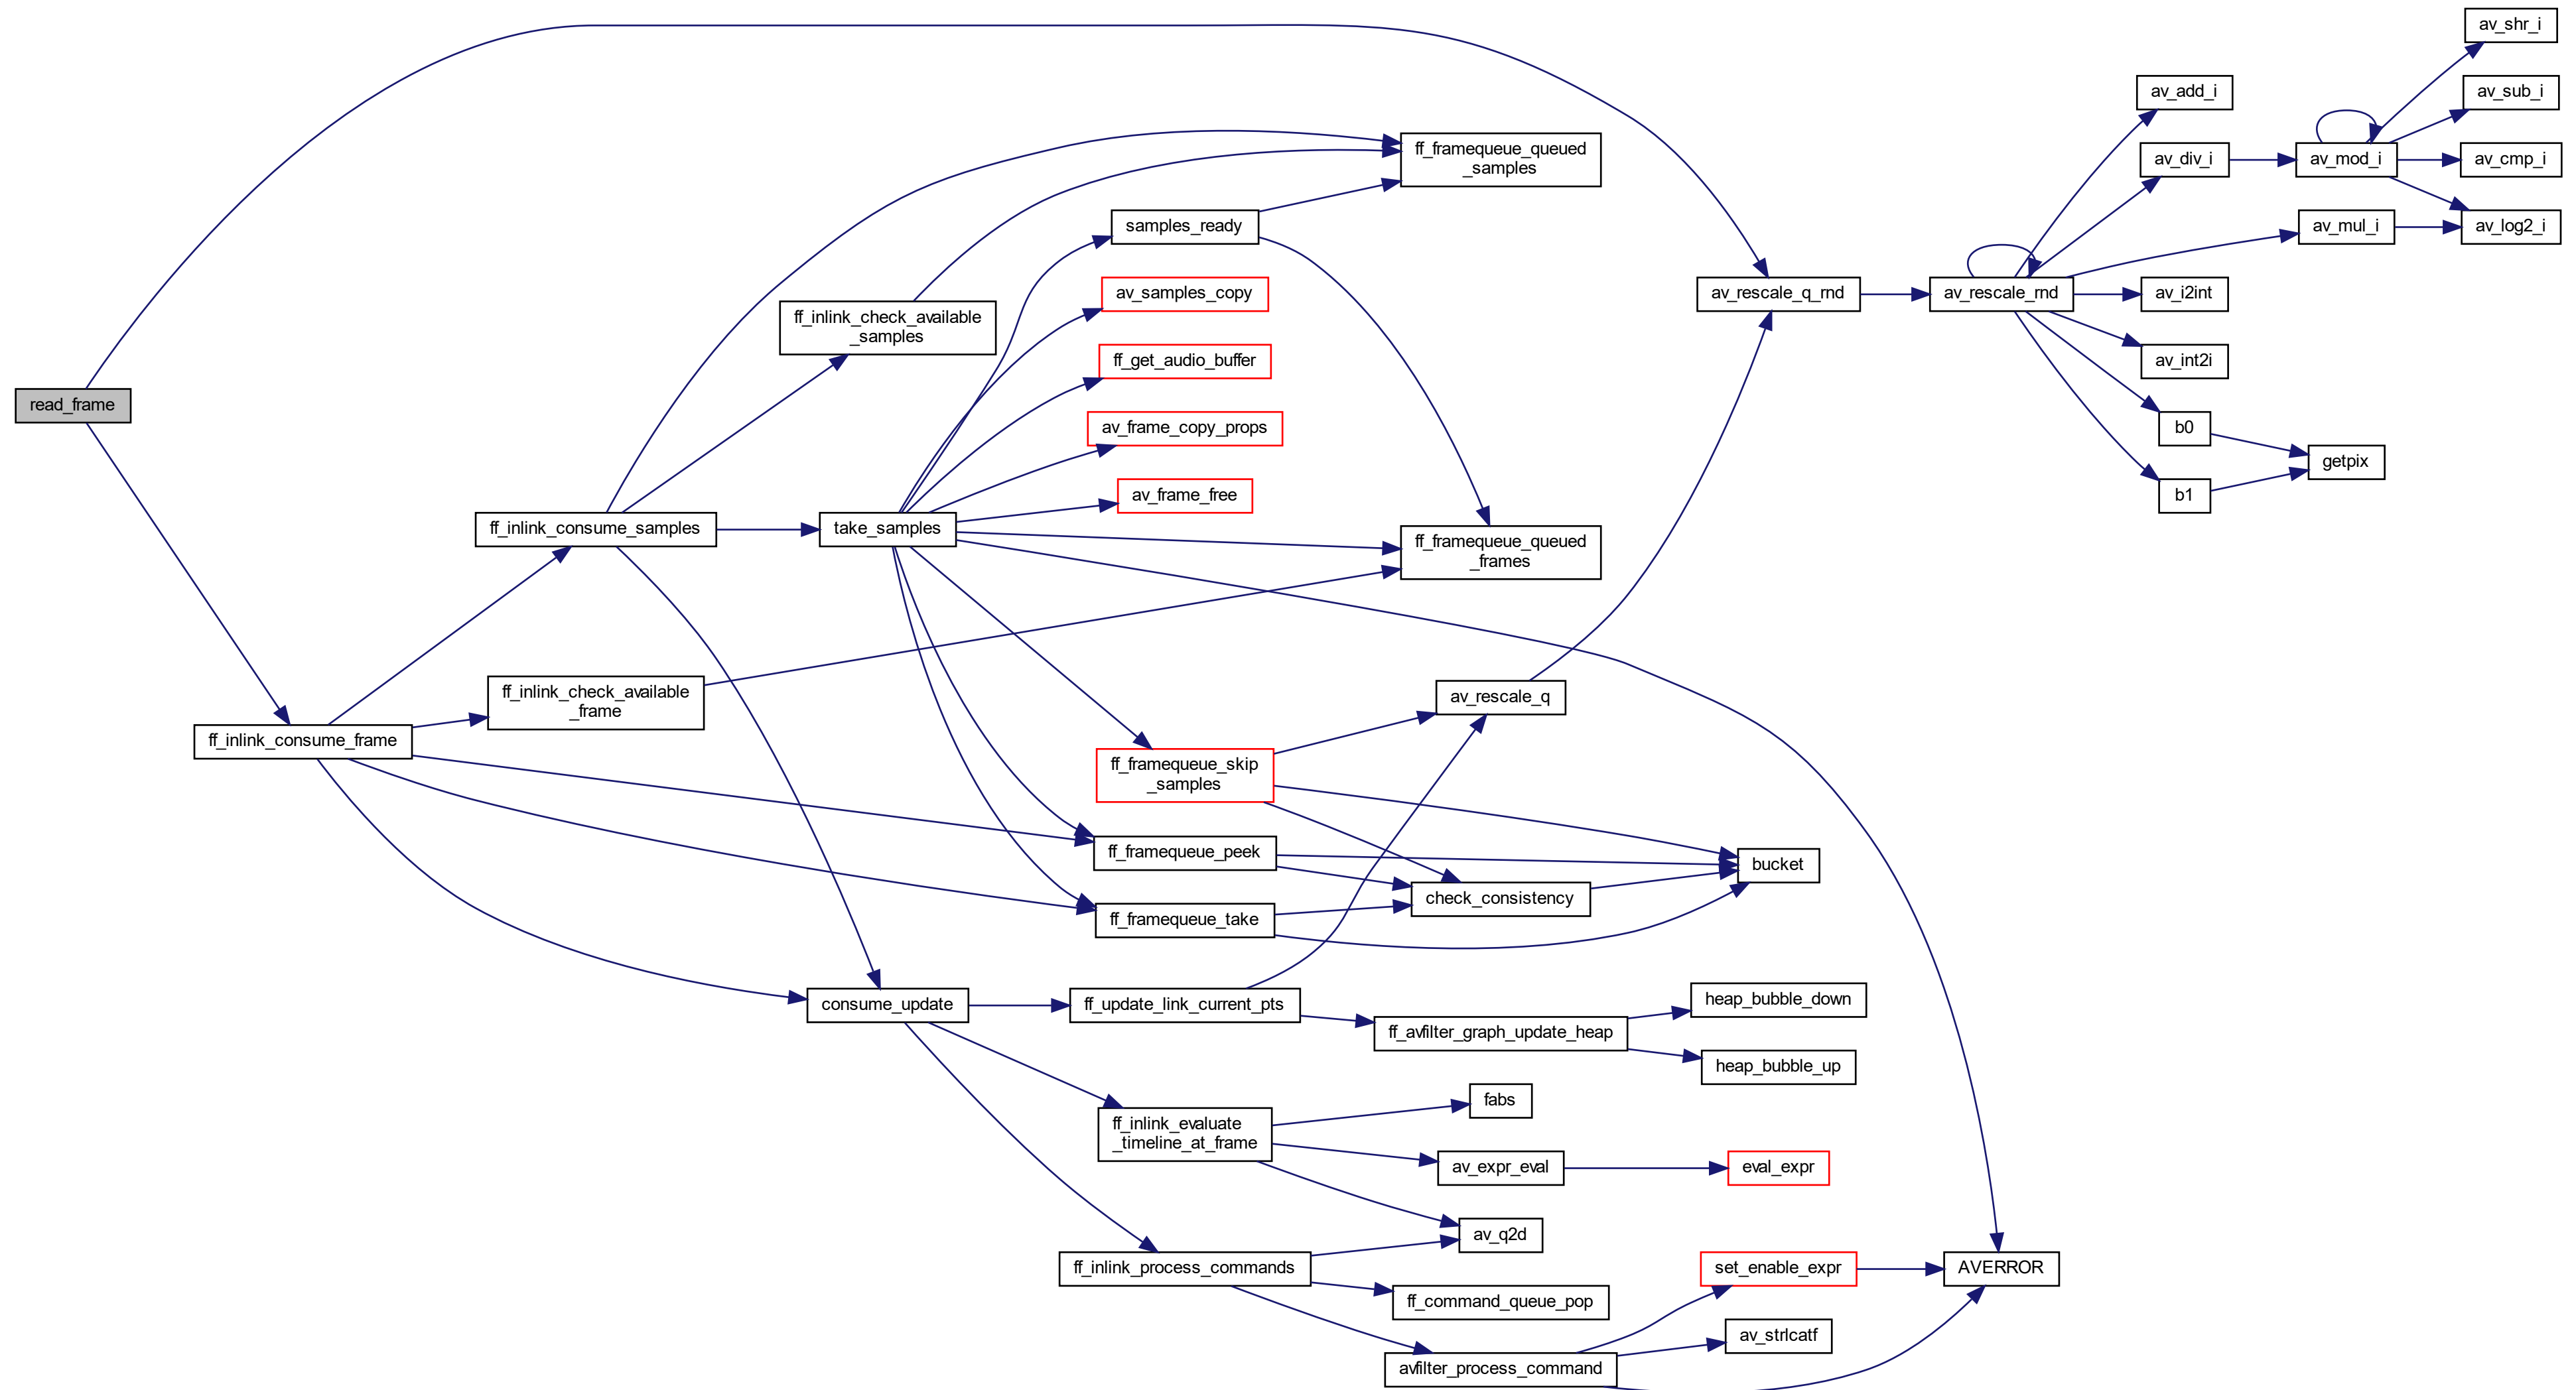 read_frame
ff_inlink_consume_frame
ff_inlink_consume_samples
ff_inlink_check_available
_frame
ff_inlink_check_available
_samples
take_samples
consume_update
samples_ready
av_samples_copy
ff_get_audio_buffer
av_frame_copy_props
av_frame_free
ff_framequeue_skip
_samples
ff_framequeue_peek
ff_framequeue_take
ff_update_link_current_pts
ff_inlink_evaluate
_timeline_at_frame
ff_inlink_process_commands
ff_framequeue_queued
_samples
ff_framequeue_queued
_frames
av_rescale_q
check_consistency
ff_avfilter_graph_update_heap
fabs
av_expr_eval
av_q2d
ff_command_queue_pop
avfilter_process_command
av_rescale_q_rnd
bucket
heap_bubble_down
heap_bubble_up
eval_expr
set_enable_expr
av_strlcatf
av_rescale_rnd
AVERROR
av_add_i
av_div_i
av_i2int
av_int2i
b0
b1
av_mod_i
av_mul_i
getpix
av_shr_i
av_sub_i
av_cmp_i
av_log2_i